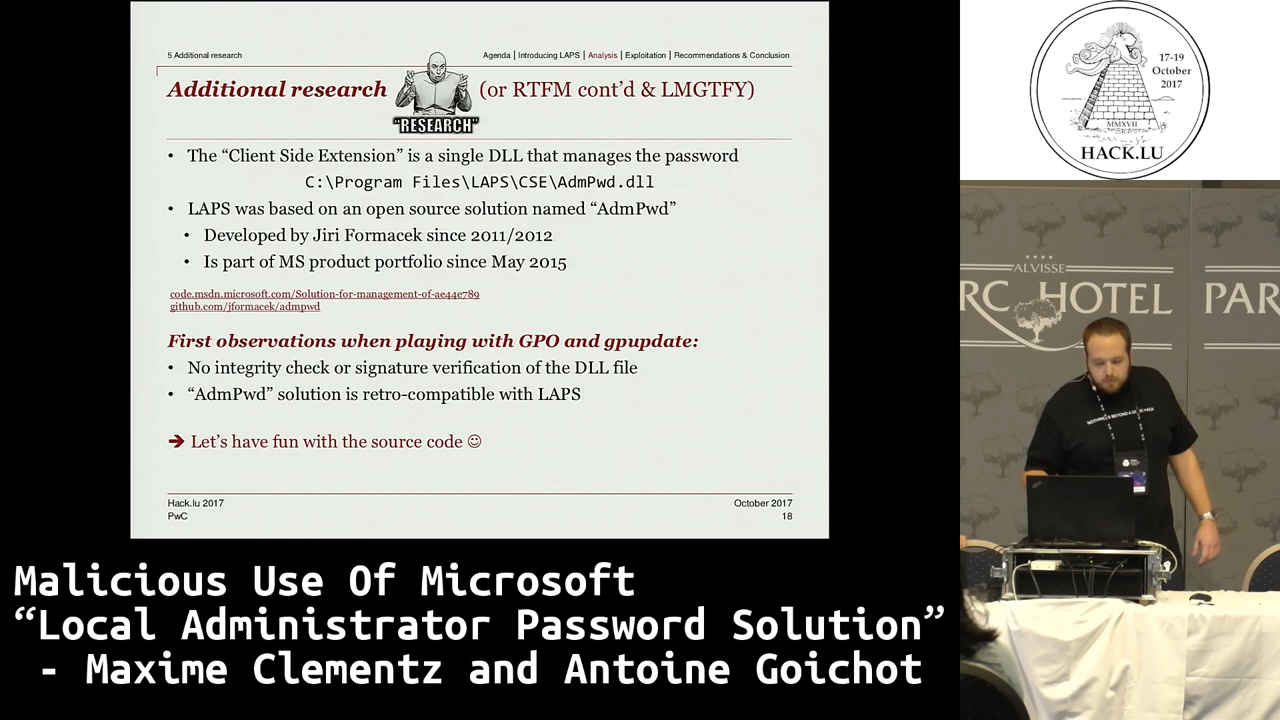 5 Additional research
Agenda | Introducing LAPS | Analysis | Exploitation | Recommendations & Conclusion
Additional research
"RESEARCH"
(or RTFM cont'd & LMGTFY)
• The “Client Side Extension” is a single DLL that manages the password
C:\Program Files\LAPS\CSE\AdmPwd.dll
• LAPS was based on an open source solution named “AdmPwd”
• Developed by Jiri Formacek since 2011/2012
• Is part of MS product portfolio since May 2015
code.msdn.microsoft.com/Solution-for-management-of-ae44e789
github.com/jformacek/admpwd
First observations when playing with GPO and gpupdate:
• No integrity check or signature verification of the DLL file
• “AdmPwd” solution is retro-compatible with LAPS
➔ Let's have fun with the source code ☺
Hack.lu 2017
PwC
October 2017
18
17-19
October
2017
MMXVII
HACK.LU
ALVISSE
RC HOTEL
PAR
NOTHING'S BEYOND A GOOD HACK
Malicious Use Of Microsoft
“Local Administrator Password Solution”
- Maxime Clementz and Antoine Goichot